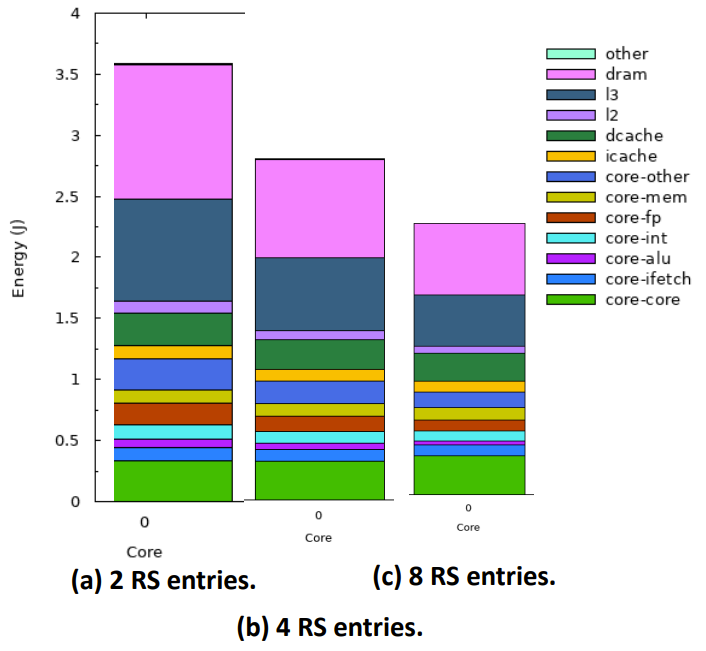 4
3.5
3
2.5
2
1.5
1
0.5
0
Energy (J)
0
Core
0
Core
0
Core
other
dram
l3
l2
dcache
icache
core-other
core-mem
core-fp
core-int
core-alu
core-ifetch
core-core
(a) 2 RS entries.
(c) 8 RS entries.
(b) 4 RS entries.